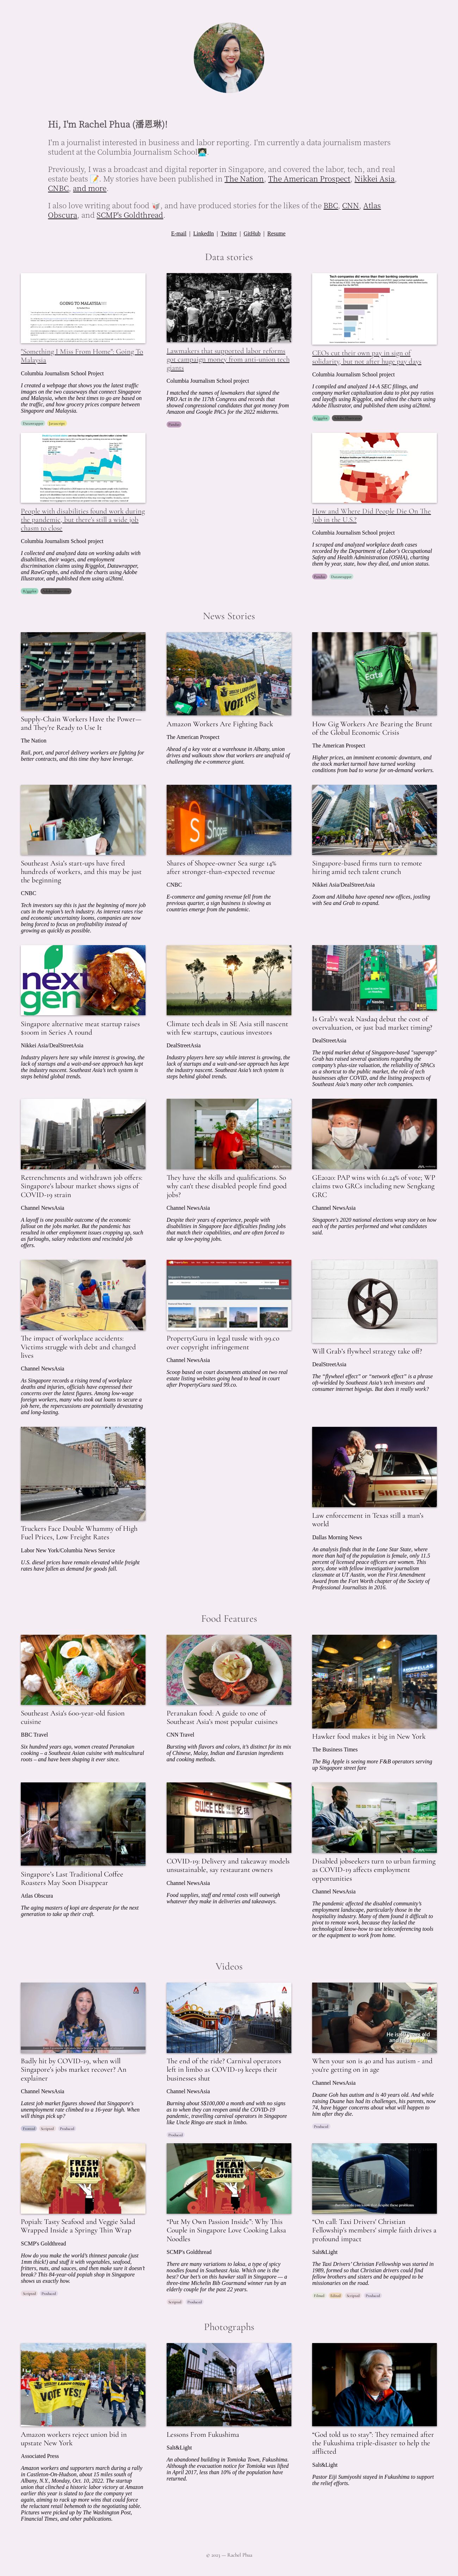 Hi, I'm Rachel Phua (潘恩琳)!
I'm a journalist interested in business and labor reporting. I'm currently a data journalism masters
student at the Columbia Journalism School
Previously, I was a broadcast and digital reporter in Singapore, and covered the labor, tech, and real
estate beats 📝. My stories have been published in The Nation, The American Prospect, Nikkei Asia,
CNBC, and more.
I also love writing about food 🥡, and have produced stories for the likes of the BBC, CNN, Atlas
Obscura, and SCMP's Goldthread.
E-mail | LinkedIn | Twitter | GitHub | Resume
Data stories
GOING TO MALAYSIA
"Something I Miss From Home": Going To
Malaysia
Columbia Journalism School Project
I created a webpage that shows you the latest traffic
images on the two causeways that connect Singapore
and Malaysia, when the best times to go are based
on the traffic, and how grocery prices compare between
Singapore and Malaysia.
Datawrapper Javascript
Lawmakers that supported labor reforms
got campaign money from anti-union tech
giants
Columbia Journalism School project
I matched the names of lawmakers that signed the
PRO Act in the 117th Congress and records that
showed congressional candidates receiving money from
Amazon and Google PACs for the 2022 midterms.
Pandas
Tech companies did worse than their banking counterparts
CEOs cut their own pay in sign of
solidarity, but not after huge pay days
Columbia Journalism School project
I compiled and analyzed 14-A SEC filings, and
company market capitalization data to plot pay ratios
and layoffs using R/ggplot, and edited the charts using
Adobe Illustrator, and published them using ai2html.
R/ggplot Adobe Illustrator
People with disabilities found work during
the pandemic, but there's still a wide job
chasm to close
Columbia Journalism School project
I collected and analyzed data on working adults with
disabilities, their wages, and employment
discrimination claims using R/ggplot, Datawrapper,
and RawGraphs, and edited the charts using Adobe
Illustrator, and published them using ai2html.
R/ggplot Adobe Illustrator
How and Where Did People Die On The
Job in the U.S.?
Columbia Journalism School project
I scraped and analyzed workplace death cases
recorded by the Department of Labor's Occupational
Safety and Health Administration (OSHA), charting
them by year, state, how they died, and union status.
Pandas Datawrapper
News Stories
Supply-Chain Workers Have the Power—
and They're Ready to Use It
The Nation
Rail, port, and parcel delivery workers are fighting for
better contracts, and this time they have leverage.
VOTE YES!
Amazon Workers Are Fighting Back
The American Prospect
Ahead of a key vote at a warehouse in Albany, union
drives and walkouts show that workers are unafraid of
challenging the e-commerce giant.
Uber
Eats
How Gig Workers Are Bearing the Brunt
of the Global Economic Crisis
The American Prospect
Higher prices, an imminent economic downturn, and
the stock market turmoil have turned working
conditions from bad to worse for on-demand workers.
Southeast Asia's start-ups have fired
hundreds of workers, and this may be just
the beginning
CNBC
Tech investors say this is just the beginning of more job
cuts in the region's tech industry. As interest rates rise
and economic uncertainty looms, companies are now
being forced to focus on profitability instead of
growing as quickly as possible.
Shares of Shopee-owner Sea surge 14%
after stronger-than-expected revenue
CNBC
E-commerce and gaming revenue fell from the
previous quarter, a sign business is slowing as
countries emerge from the pandemic.
Singapore-based firms turn to remote
hiring amid tech talent crunch
Nikkei Asia/DealStreetAsia
Zoom and Alibaba have opened new offices, jostling
with Sea and Grab to expand.
next
gen
Singapore alternative meat startup raises
$100m in Series A round
Nikkei Asia/DealStreetAsia
Industry players here say while interest is growing, the
lack of startups and a wait-and-see approach has kept
the industry nascent. Southeast Asia's tech system is
steps behind global trends.
Climate tech deals in SE Asia still nascent
with few startups, cautious investors
DealStreetAsia
Industry players here say while interest is growing, the
lack of startups and a wait-and-see approach has kept
the industry nascent. Southeast Asia's tech system is
steps behind global trends.
Is Grab's weak Nasdaq debut the cost of
overvaluation, or just bad market timing?
DealStreetAsia
The tepid market debut of Singapore-based "superapp"
Grab has raised several questions regarding the
company's plus-size valuation, the reliability of SPACs
as a shortcut to the public market, the role of tech
businesses after COVID, and the listing prospects of
Southeast Asia's many other tech companies.
Retrenchments and withdrawn job offers:
Singapore's labour market shows signs of
COVID-19 strain
Channel NewsAsia
A layoff is one possible outcome of the economic
fallout on the job market. But the pandemic has
resulted in other employment issues cropping up, such
as furloughs, salary reductions and rescinded job
offers.
They have the skills and qualifications. So
why can't these disabled people find good
jobs?
Channel NewsAsia
Despite their years of experience, people with
disabilities in Singapore face difficulties finding jobs
that match their capabilities, and are often forced to
take up low-paying jobs.
GE2020: PAP wins with 61.24% of vote; WP
claims two GRCs including new Sengkang
GRC
Channel NewsAsia
Singapore's 2020 national elections wrap story on how
each of the parties performed and what candidates
said.
The impact of workplace accidents:
Victims struggle with debt and changed
lives
Channel NewsAsia
As Singapore records a rising trend of workplace
deaths and injuries, officials have expressed their
concerns over the latest figures. Among low-wage
foreign workers, many who took out loans to secure a
job here, the repercussions are potentially devastating
and long-lasting.
PropertyGuru in legal tussle with 99.co
over copyright infringement
Channel NewsAsia
Scoop based on court documents attained on two real
estate listing websites going head to head in court
after PropertyGuru sued 99.co.
Will Grab's flywheel strategy take off?
DealStreetAsia
The "flywheel effect" or "network effect" is a phrase
oft-wielded by Southeast Asia's tech investors and
consumer internet bigwigs. But does it really work?
Truckers Face Double Whammy of High
Fuel Prices, Low Freight Rates
Labor New York/Columbia News Service
U.S. diesel prices have remain elevated while freight
rates have fallen as demand for goods fall.
SHERIFF
Law enforcement in Texas still a man's
world
Dallas Morning News
An analysis finds that in the Lone Star State, where
more than half of the population is female, only 11.5
percent of licensed peace officers are women. This
story, done with fellow investigative journalism
classmate at UT Austin, won the First Amendment
Award from the Fort Worth chapter of the Society of
Professional Journalists in 2016.
Food Features
Southeast Asia's 600-year-old fusion
cuisine
BBC Travel
Six hundred years ago, women created Peranakan
cooking – a Southeast Asian cuisine with multicultural
roots – and have been shaping it ever since.
Peranakan food: A guide to one of
Southeast Asia's most popular cuisines
CNN Travel
Bursting with flavors and colors, it's distinct for its mix
of Chinese, Malay, Indian and Eurasian ingredients
and cooking methods.
Hawker food makes it big in New York
The Business Times
The Big Apple is seeing more F&B operators serving
up Singapore street fare
Singapore's Last Traditional Coffee
Roasters May Soon Disappear
Atlas Obscura
The aging masters of kopi are desperate for the next
generation to take up their craft.
COVID-19: Delivery and takeaway models
unsustainable, say restaurant owners
Channel NewsAsia
Food supplies, staff and rental costs will outweigh
whatever they make in deliveries and takeaways.
Disabled jobseekers turn to urban farming
as COVID-19 affects employment
opportunities
Channel NewsAsia
The pandemic affected the disabled community's
employment landscape, particularly those in the
hospitality industry. Many of them found it difficult to
pivot to remote work, because they lacked the
technological know-how to use teleconferencing tools
or the equipment to work from home.
Videos
Badly hit by COVID-19, when will
Singapore's jobs market recover? An
explainer
Channel NewsAsia
Latest job market figures showed that Singapore's
unemployment rate climbed to a 16-year high. When
will things pick up?
Scripted Produced
The end of the ride? Carnival operators
left in limbo as COVID-19 keeps their
businesses shut
Channel NewsAsia
Burning about S$100,000 a month and with no signs
as to when they can reopen amid the COVID-19
pandemic, travelling carnival operators in Singapore
like Uncle Ringo are stuck in limbo.
Produced
When your son is 40 and has autism - and
you're getting on in age
Channel NewsAsia
Duane Goh has autism and is 40 years old. And while
raising Duane has had its challenges, his parents, now
74, have bigger concerns about what will happen to
him after they die.
Produced
FRESH
LIGHT
POPIAH
Popiah: Tasty Seafood and Veggie Salad
Wrapped Inside a Springy Thin Wrap
SCMP's Goldthread
How do you make the world's thinnest pancake (just
1mm thick!) and stuff it with vegetables, seafood,
fritters, nuts, and sauces, and then make sure it doesn't
break? This 84-year-old popiah shop in Singapore
shows us exactly how.
Scripted Produced
MEAN
STREET
GOURMET
"Put My Own Passion Inside": Why This
Couple in Singapore Love Cooking Laksa
Noodles
SCMP's Goldthread
There are many variations to laksa, a type of spicy
noodles found in Southeast Asia. Which one is the
best? Our bet's on this hawker stall in Singapore — a
three-time Michelin Bib Gourmand winner run by an
elderly couple for the past 22 years.
Scripted Produced
"On call: Taxi Drivers' Christian
Fellowship's members' simple faith drives a
profound impact
Salt&Light
The Taxi Drivers' Christian Fellowship was started in
1989, formed so that Christian drivers could find
fellow brothers and sisters and be equipped to be
missionaries on the road.
Filmed Edited Scripted Produced
Photographs
VOTE YES!
Amazon workers reject union bid in
upstate New York
Associated Press
Amazon workers and supporters march during a rally
in Castleton-On-Hudson, about 15 miles south of
Albany, N.Y., Monday, Oct. 10, 2022. The startup
union that clinched a historic labor victory at Amazon
earlier this year is slated to face the company yet
again, aiming to rack up more wins that could force
the reluctant retail behemoth to the negotiating table.
Pictures were picked up by The Washington Post,
Financial Times, and other publications.
Lessons From Fukushima
Salt&Light
An abandoned building in Tomioka Town, Fukushima.
Although the evacuation notice for Tomioka was lifted
in April 2017, less than 10% of the population have
returned.
"God told us to stay": They remained after
the Fukushima triple-disaster to help the
afflicted
Salt&Light
Pastor Eiji Sumiyoshi stayed in Fukushima to support
the relief efforts.
© 2023 — Rachel Phua